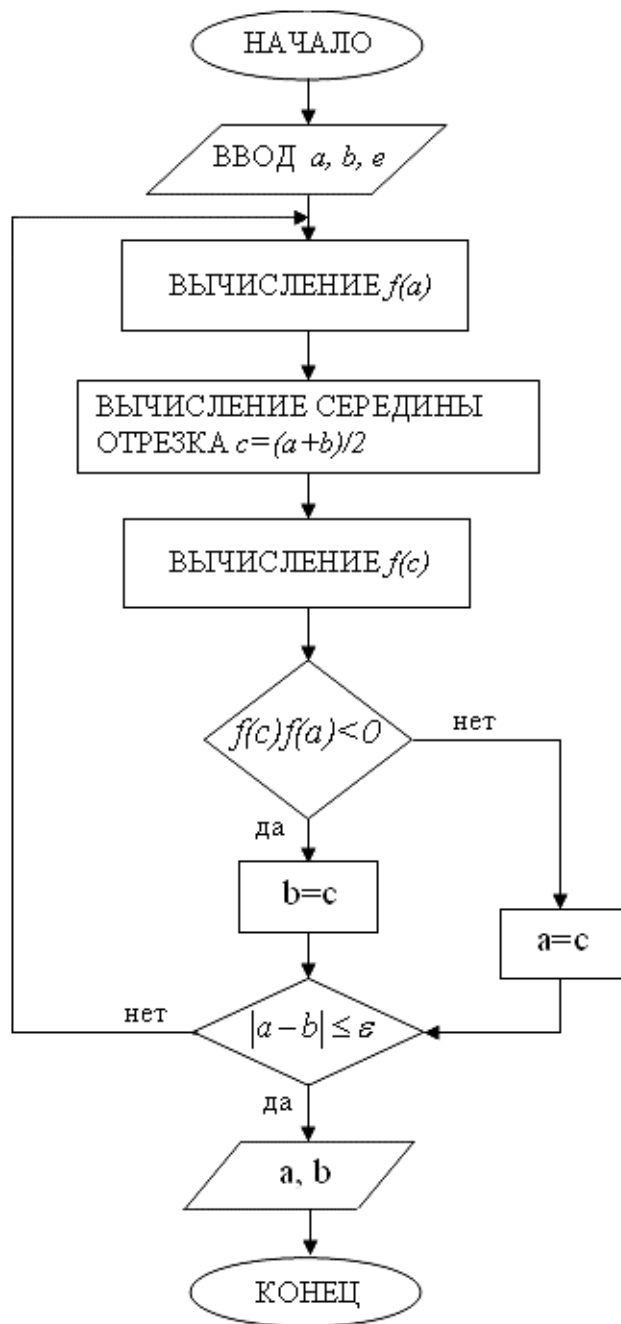 НАЧАЛО
ВВОД a, b, e
ВЫЧИСЛЕНИЕ f(a)
ВЫЧИСЛЕНИЕ СЕРЕДИНЫ
ОТРЕЗКА c=(a+b)/2
ВЫЧИСЛЕНИЕ f(c)
f(c)f(a)<0
нет
да
b=c
a=c
нет
|a−b| ≤ ε
да
a, b
КОНЕЦ